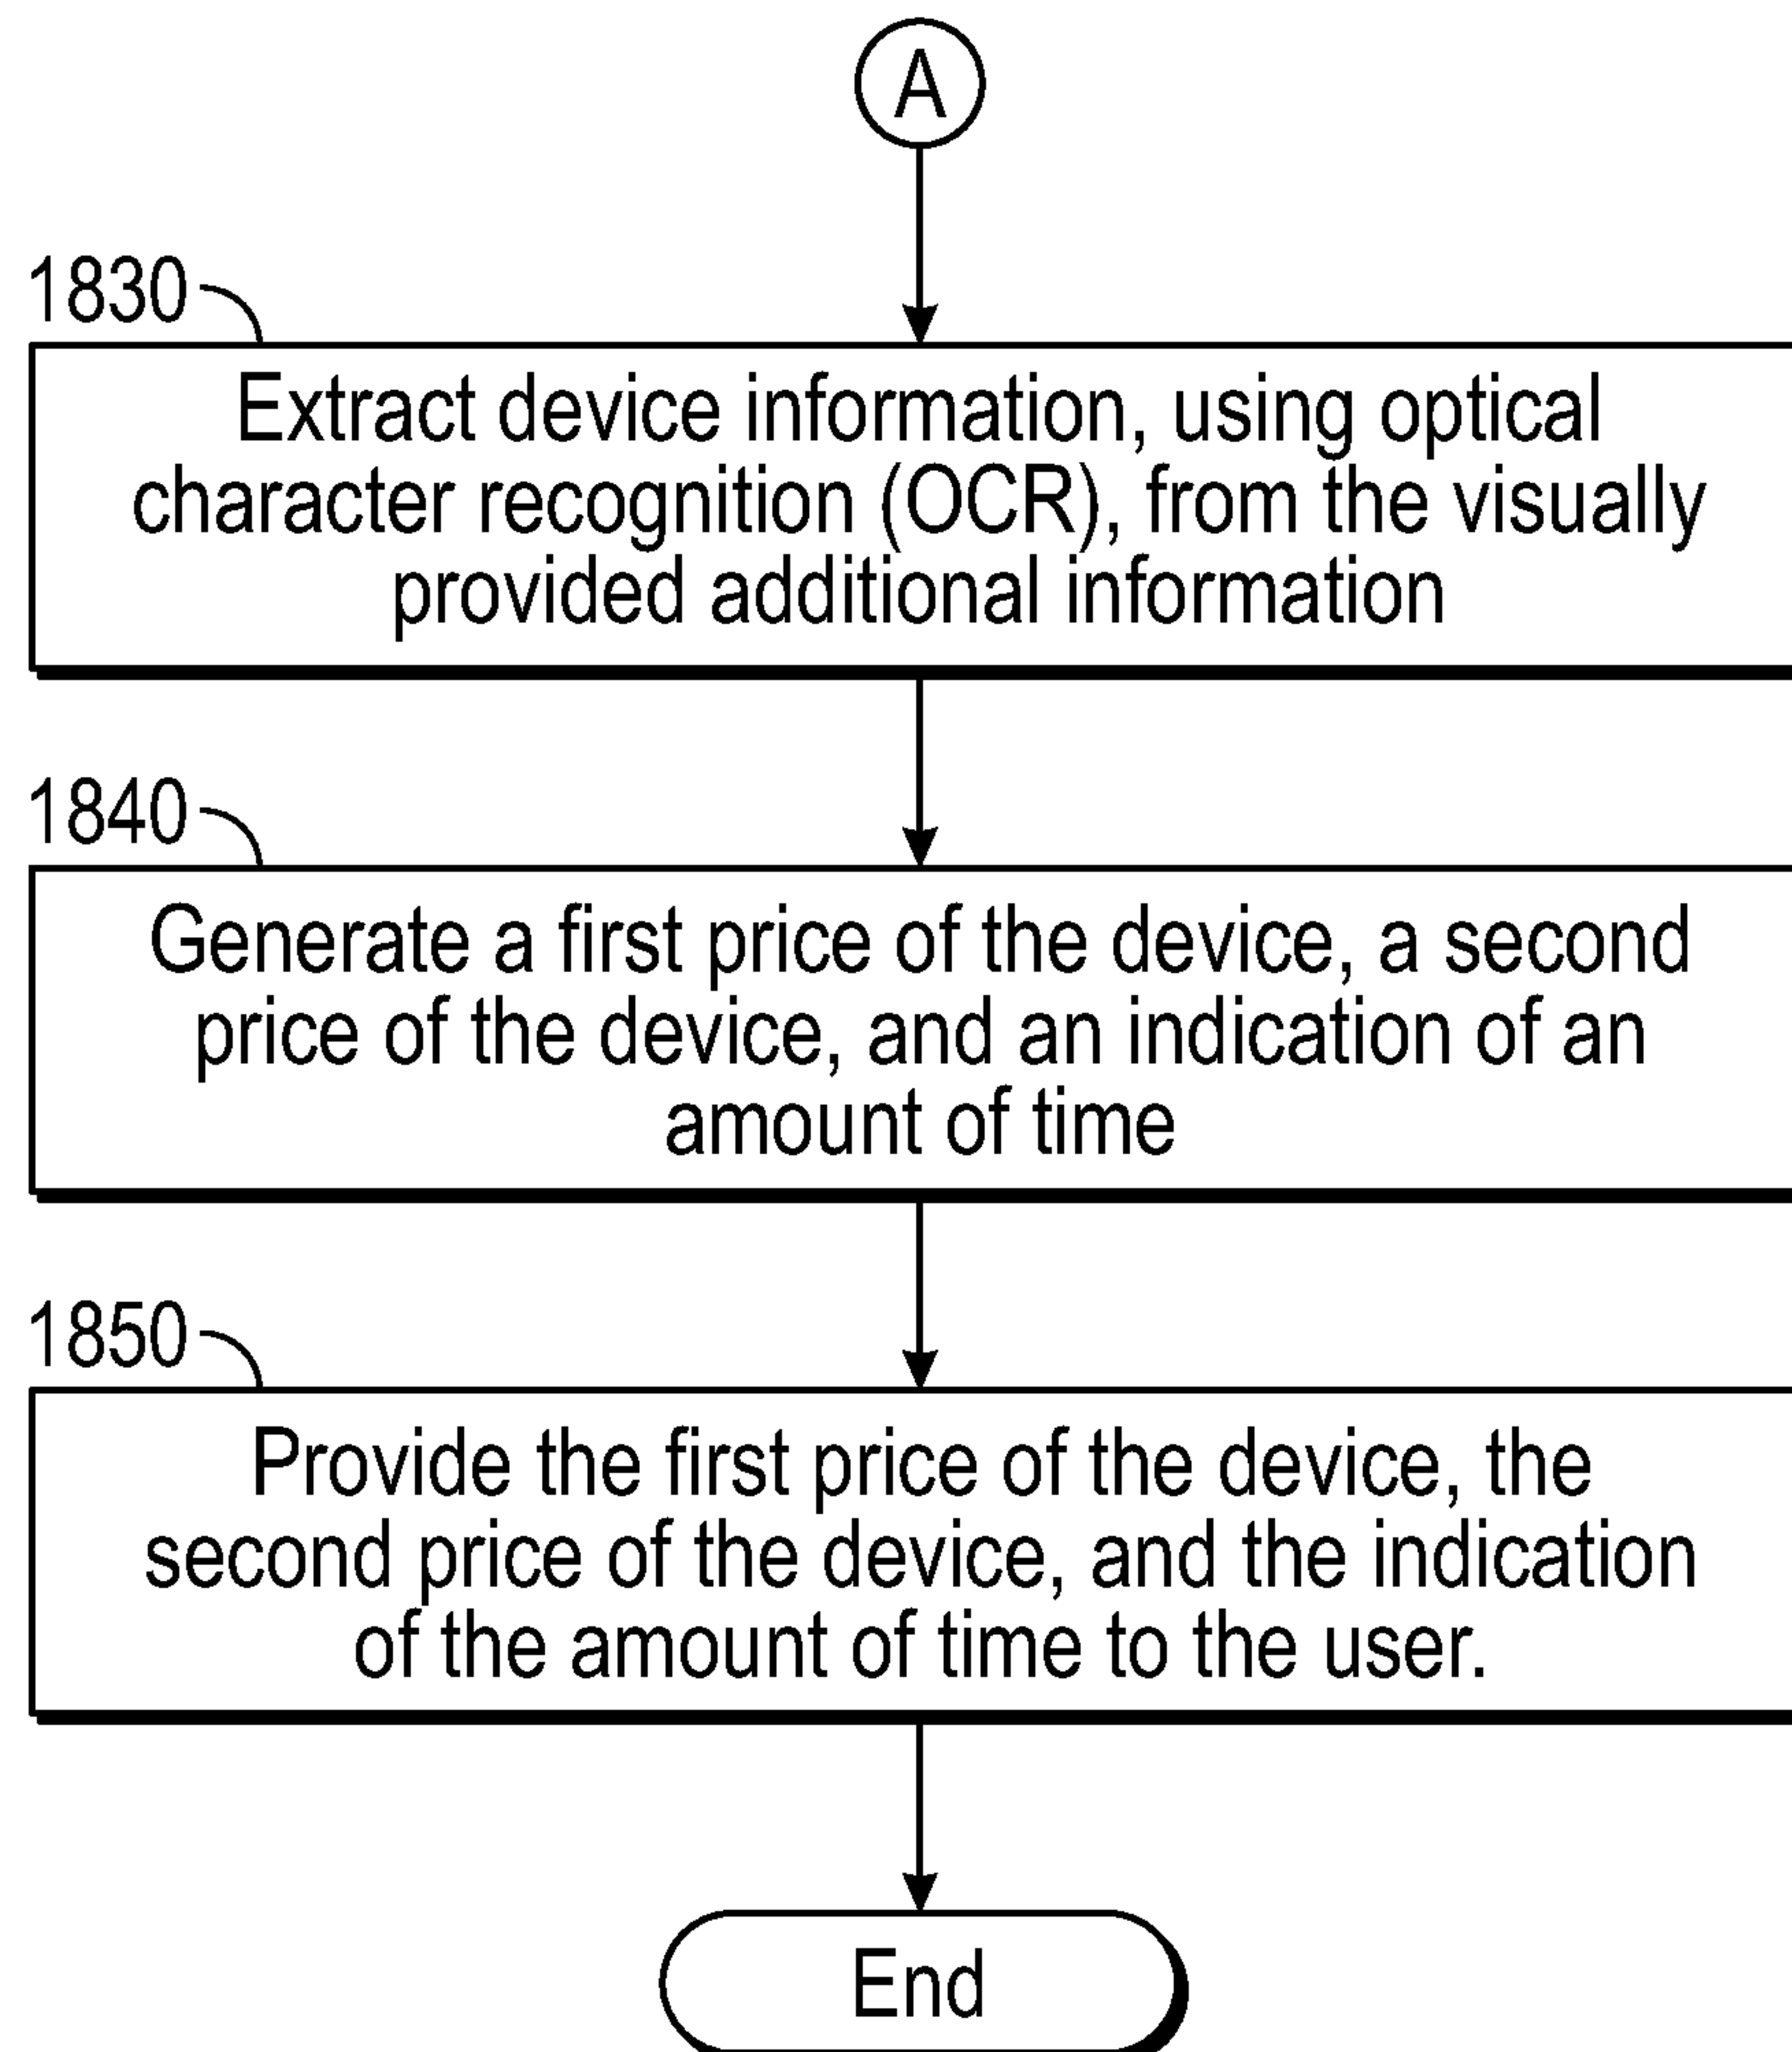 A
1830
Extract device information, using optical
character recognition (OCR), from the visually
provided additional information
1840
Generate a first price of the device, a second
price of the device, and an indication of an
amount of time
1850
Provide the first price of the device, the
second price of the device, and the indication
of the amount of time to the user.
End